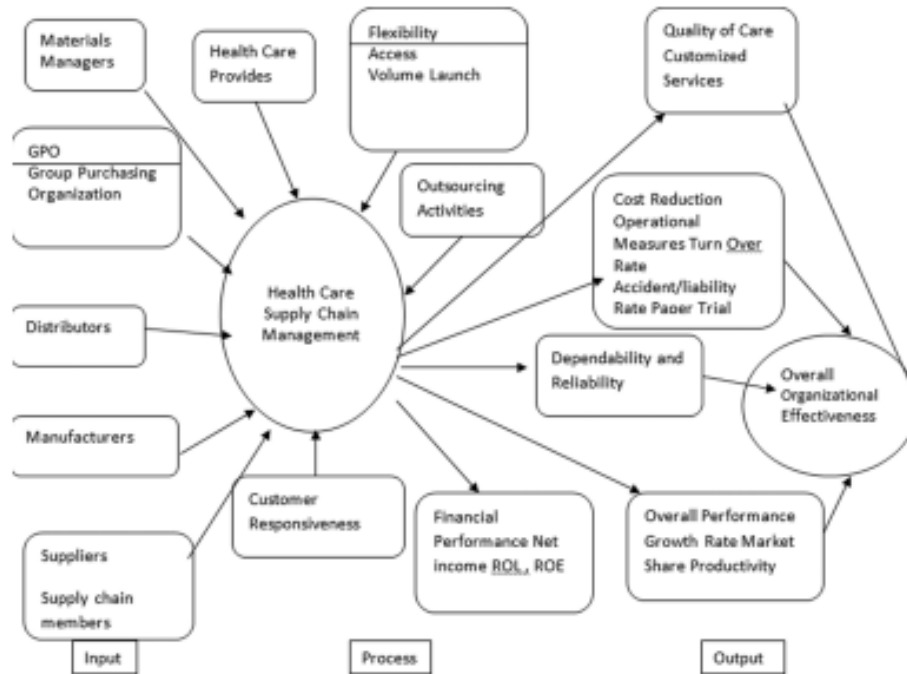 Materials
Managers
Health Care
Provides
Flexibility
Access
Volume Launch
Quality of Care
Customized
Services
GPO
Group Purchasing
Organization
Outsourcing
Activities
Cost Reduction
Operational
Measures Turn Over
Rate
Accident/liability
Rate Paoer Trial
Health Care
Supply Chain
Management
Distributors
Dependability and
Reliability
Overall
Organizational
Effectiveness
Manufacturers
Customer
Responsiveness
Financial
Performance Net
income ROL, ROE
Overall Performance
Growth Rate Market
Share Productivity
Suppliers
Supply chain
members
Input
Process
Output